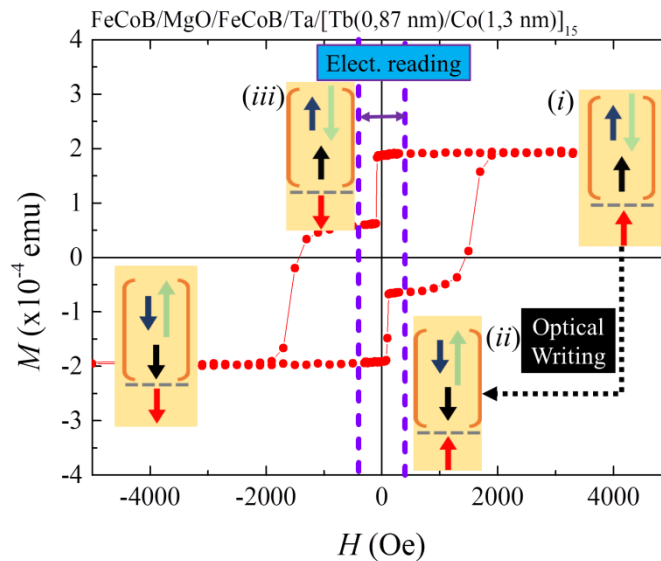 FeCoB/MgO/FeCoB/Ta/[Tb(0,87 nm)/Co(1,3 nm)]15
Elect. reading
(iii)
(i)
(ii)
Optical
Writing
4
3
2
1
0
-1
-2
-3
-4
M (x10-4 emu)
-4000 -2000 0 2000 4000
H (Oe)